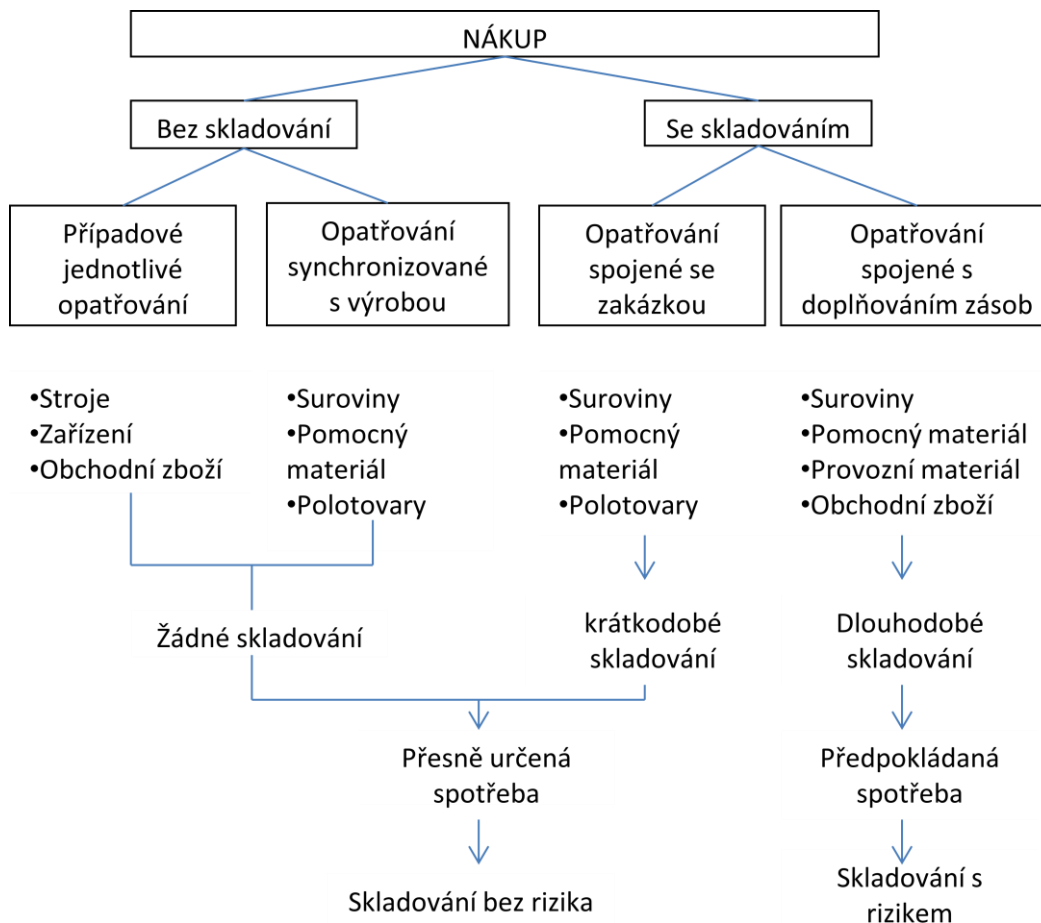 NÁKUP
Bez skladování
Se skladováním
Případové
jednotlivé
opatřování
Opatřování
synchronizované
s výrobou
Opatřování
spojené se
zakázkou
Opatřování
spojené s
doplňováním zásob
•Stroje
•Zařízení
•Obchodní zboží
•Suroviny
•Pomocný
materiál
•Polotovary
•Suroviny
•Pomocný
materiál
•Polotovary
•Suroviny
•Pomocný materiál
•Provozní materiál
•Obchodní zboží
Žádné skladování
krátkodobé
skladování
Dlouhodobé
skladování
Přesně určená
spotřeba
Předpokládaná
spotřeba
Skladování bez rizika
Skladování s
rizikem